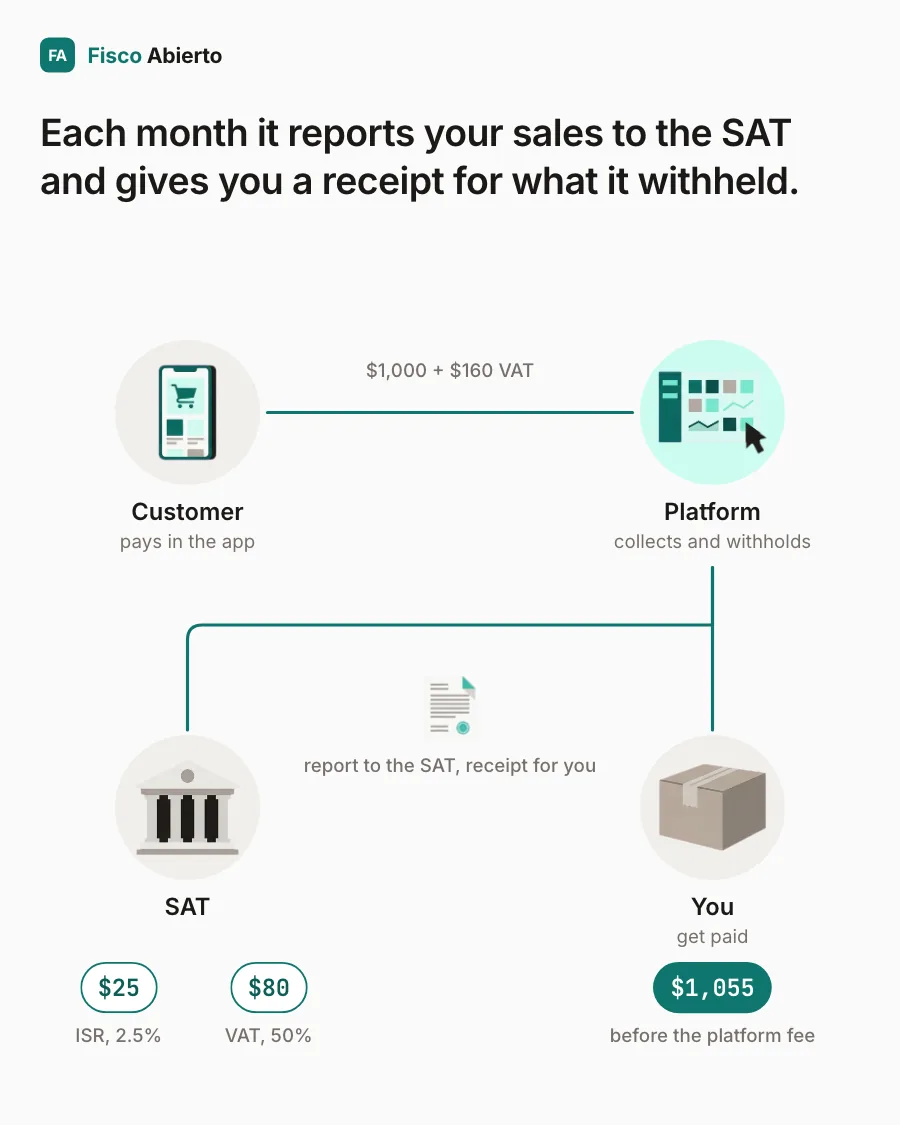 FA
Fisco Abierto
Each month it reports your sales to the SAT
and gives you a receipt for what it withheld.
$1,000 + $160 VAT
Customer
pays in the app
Platform
collects and withholds
report to the SAT, receipt for you
SAT
You
get paid
$25
$80
$1,055
ISR, 2.5%
VAT, 50%
before the platform fee